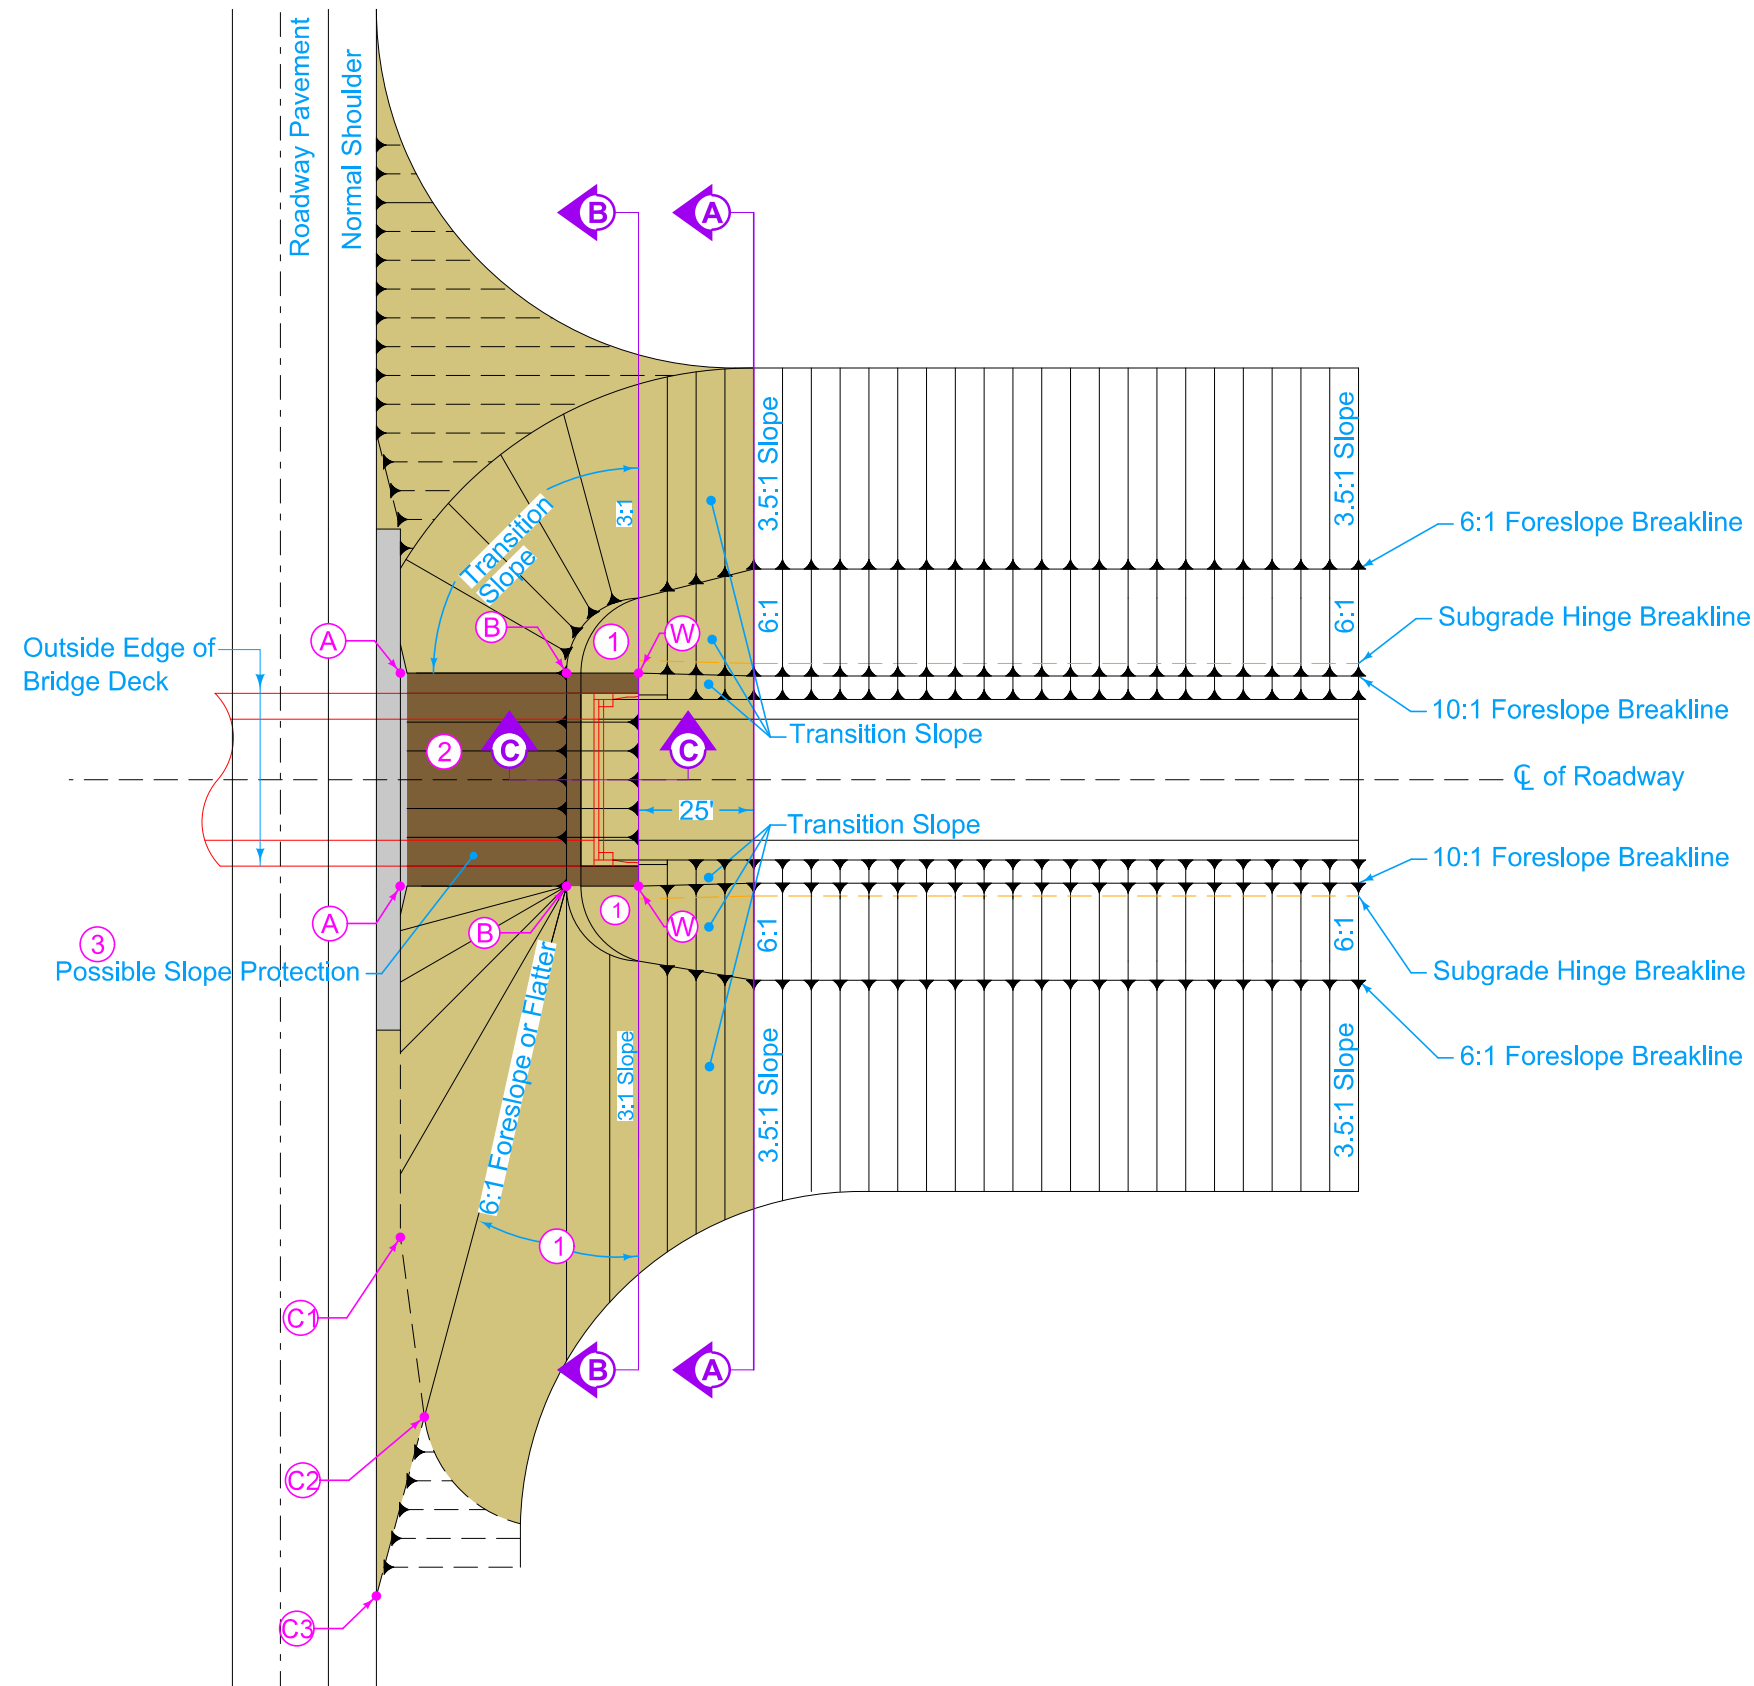 Roadway Pavement
Normal Shoulder
B
A
3.5:1 Slope
3.5:1 Slope
Transition
Slope
3:1
6:1 Foreslope Breakline
6:1
6:1
Subgrade Hinge Breakline
Outside Edge of
Bridge Deck
A
B
1
W
10:1 Foreslope Breakline
Transition Slope
2
C
C
℄ of Roadway
25'
Transition Slope
10:1 Foreslope Breakline
A
B
1
W
6:1
6:1
3
Possible Slope Protection
Subgrade Hinge Breakline
6:1 Foreslope or Flatter
3:1 Slope
3.5:1 Slope
3.5:1 Slope
6:1 Foreslope Breakline
1
C1
B
A
C2
C3